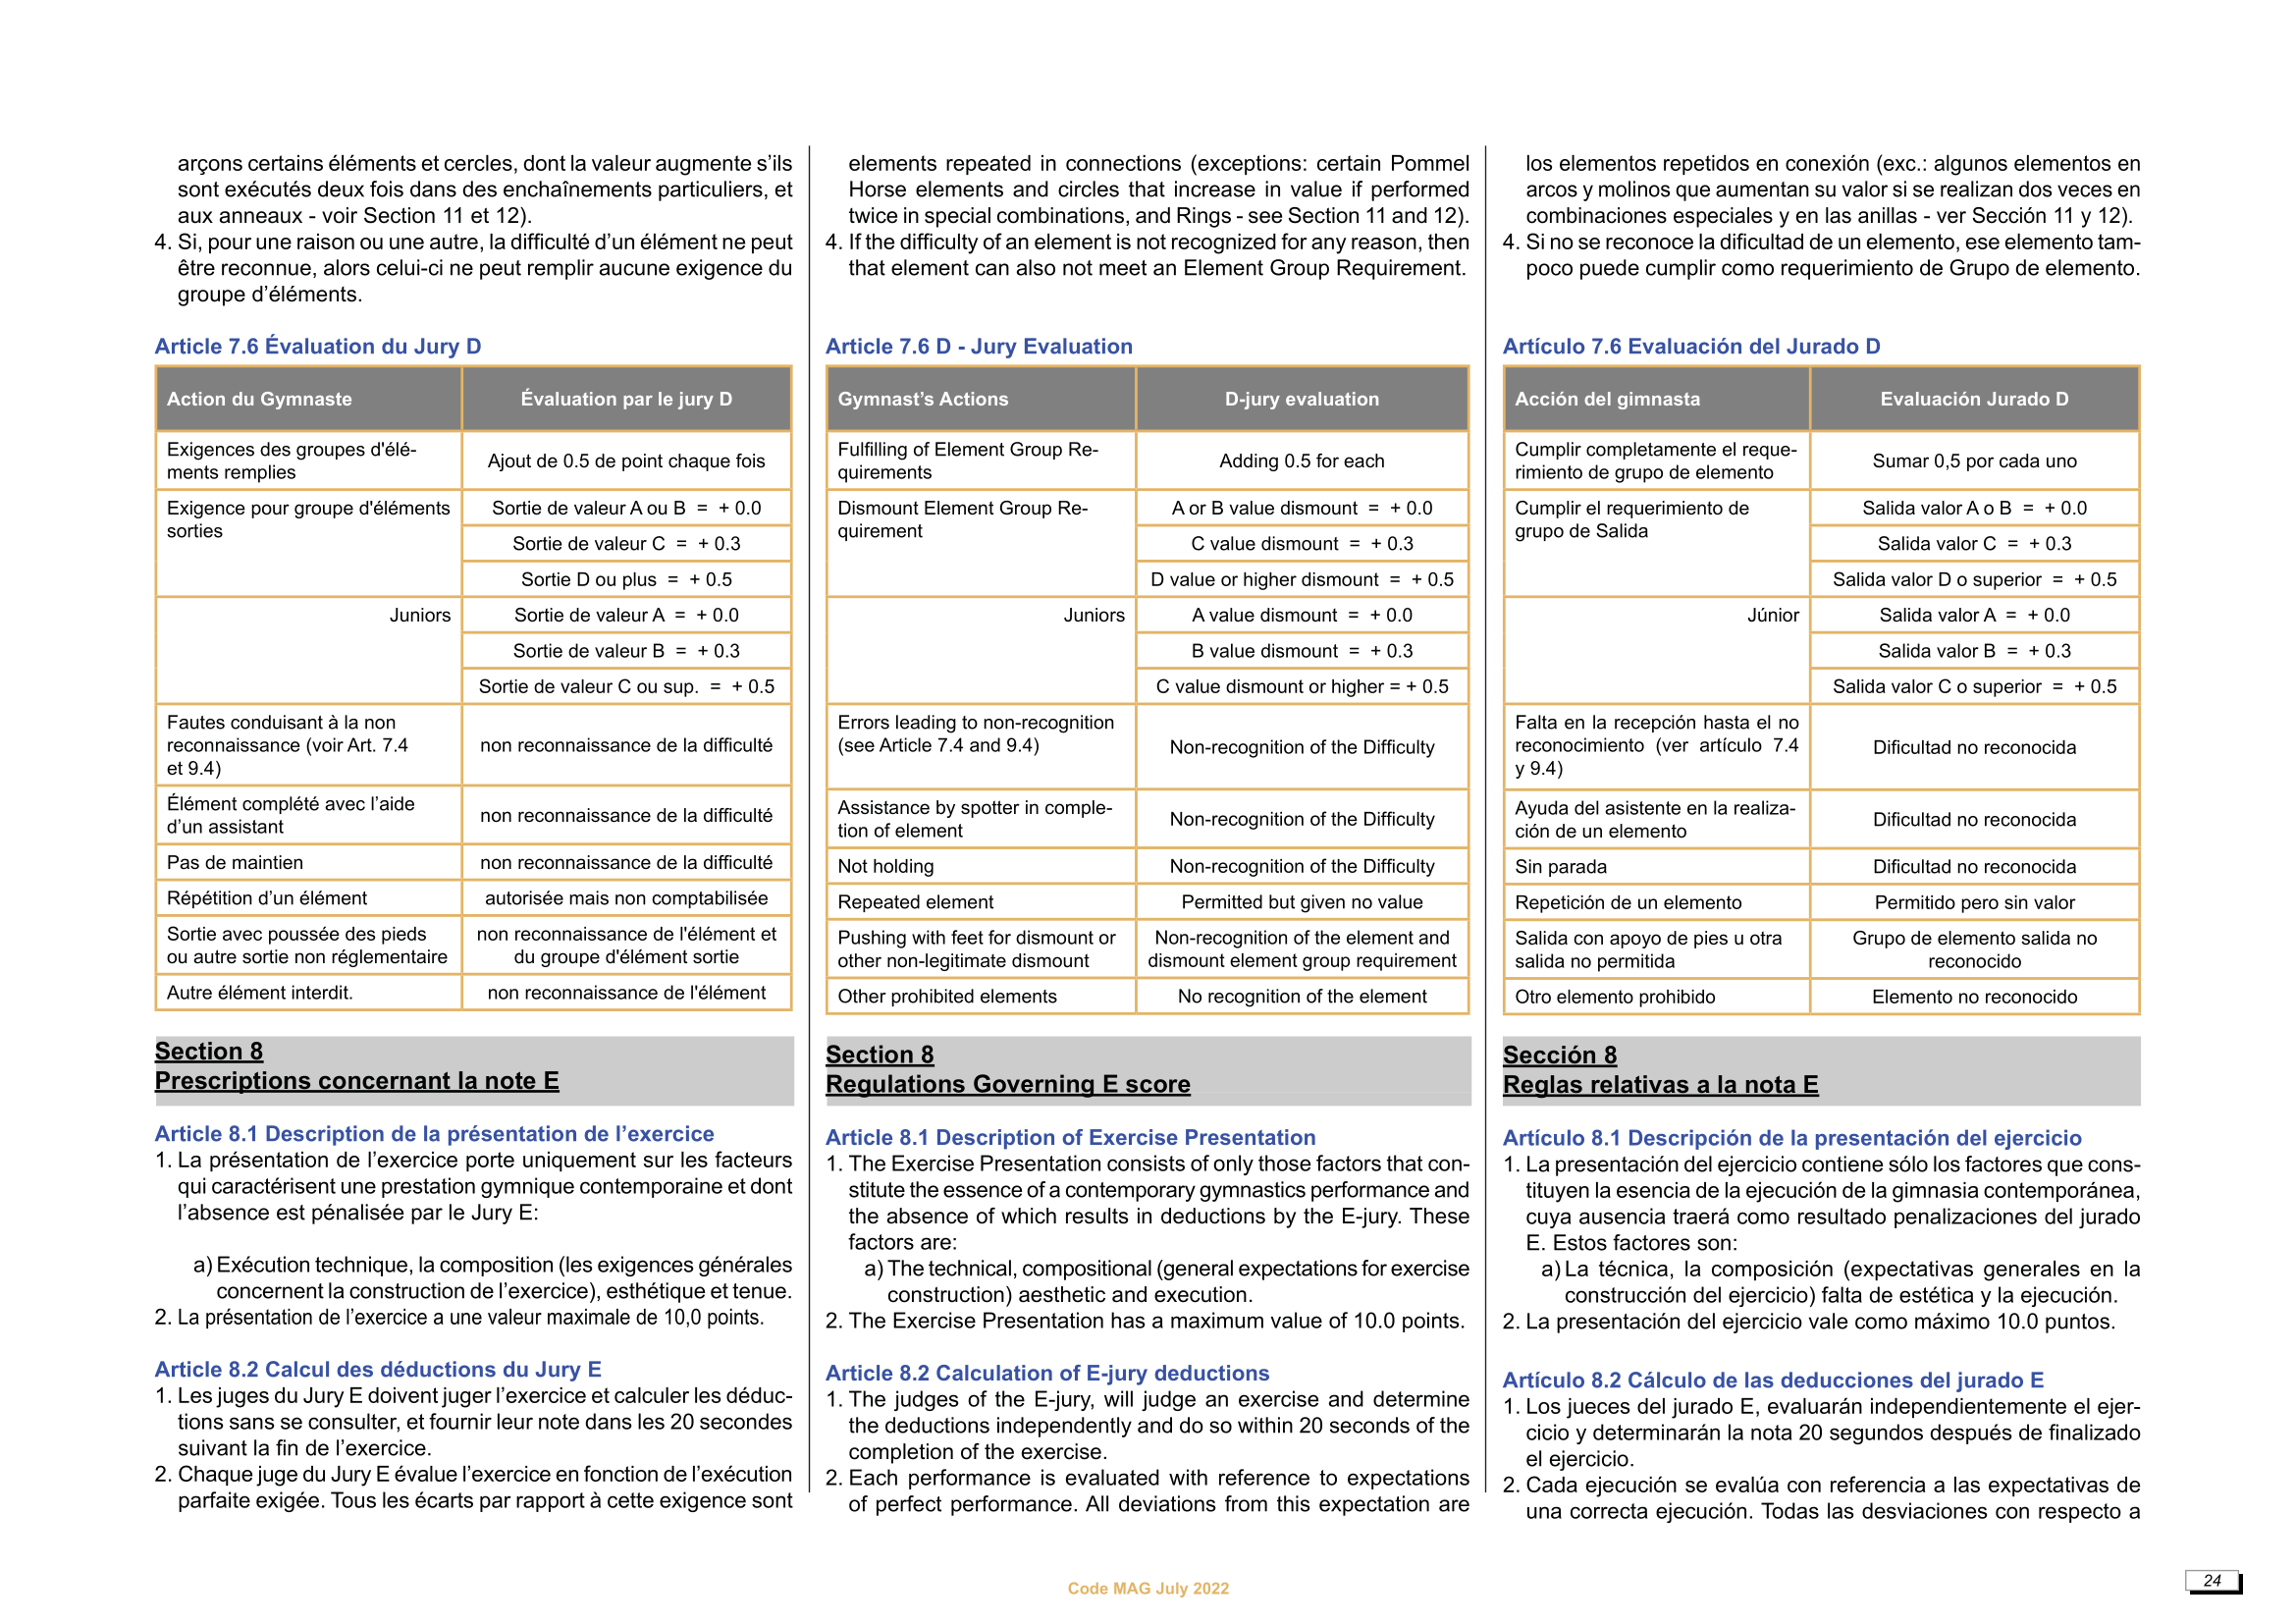 arçons certains éléments et cercles, dont la valeur augmente s’ils
sont exécutés deux fois dans des enchaînements particuliers, et
aux anneaux - voir Section 11 et 12).
4. Si, pour une raison ou une autre, la difficulté d’un élément ne peut
être reconnue, alors celui-ci ne peut remplir aucune exigence du
groupe d’éléments.
Article 7.6 Évaluation du Jury D
Action du Gymnaste
Évaluation par le jury D
Exigences des groupes d'élé-
ments remplies
Ajout de 0.5 de point chaque fois
Exigence pour groupe d'éléments
sorties
Sortie de valeur A ou B = + 0.0
Sortie de valeur C = + 0.3
Sortie D ou plus = + 0.5
Juniors
Sortie de valeur A = + 0.0
Sortie de valeur B = + 0.3
Sortie de valeur C ou sup. = + 0.5
Fautes conduisant à la non
reconnaissance (voir Art. 7.4
et 9.4)
non reconnaissance de la difficulté
Élément complété avec l’aide
d’un assistant
non reconnaissance de la difficulté
Pas de maintien
non reconnaissance de la difficulté
Répétition d’un élément
autorisée mais non comptabilisée
Sortie avec poussée des pieds
ou autre sortie non réglementaire
non reconnaissance de l'élément et
du groupe d'élément sortie
Autre élément interdit.
non reconnaissance de l'élément
Section 8
Prescriptions concernant la note E
Article 8.1 Description de la présentation de l’exercice
1. La présentation de l’exercice porte uniquement sur les facteurs
qui caractérisent une prestation gymnique contemporaine et dont
l’absence est pénalisée par le Jury E:
a) Exécution technique, la composition (les exigences générales
concernent la construction de l’exercice), esthétique et tenue.
2. La présentation de l’exercice a une valeur maximale de 10,0 points.
Article 8.2 Calcul des déductions du Jury E
1. Les juges du Jury E doivent juger l’exercice et calculer les déduc-
tions sans se consulter, et fournir leur note dans les 20 secondes
suivant la fin de l’exercice.
2. Chaque juge du Jury E évalue l’exercice en fonction de l’exécution
parfaite exigée. Tous les écarts par rapport à cette exigence sont
elements repeated in connections (exceptions: certain Pommel
Horse elements and circles that increase in value if performed
twice in special combinations, and Rings - see Section 11 and 12).
4. If the difficulty of an element is not recognized for any reason, then
that element can also not meet an Element Group Requirement.
Article 7.6 D - Jury Evaluation
Gymnast’s Actions
D-jury evaluation
Fulfilling of Element Group Re-
quirements
Adding 0.5 for each
Dismount Element Group Re-
quirement
A or B value dismount = + 0.0
C value dismount = + 0.3
D value or higher dismount = + 0.5
Juniors
A value dismount = + 0.0
B value dismount = + 0.3
C value dismount or higher = + 0.5
Errors leading to non-recognition
(see Article 7.4 and 9.4)
Non-recognition of the Difficulty
Assistance by spotter in comple-
tion of element
Non-recognition of the Difficulty
Not holding
Non-recognition of the Difficulty
Repeated element
Permitted but given no value
Pushing with feet for dismount or
other non-legitimate dismount
Non-recognition of the element and
dismount element group requirement
Other prohibited elements
No recognition of the element
Section 8
Regulations Governing E score
Article 8.1 Description of Exercise Presentation
1. The Exercise Presentation consists of only those factors that con-
stitute the essence of a contemporary gymnastics performance and
the absence of which results in deductions by the E-jury. These
factors are:
a) The technical, compositional (general expectations for exercise
construction) aesthetic and execution.
2. The Exercise Presentation has a maximum value of 10.0 points.
Article 8.2 Calculation of E-jury deductions
1. The judges of the E-jury, will judge an exercise and determine
the deductions independently and do so within 20 seconds of the
completion of the exercise.
2. Each performance is evaluated with reference to expectations
of perfect performance. All deviations from this expectation are
los elementos repetidos en conexión (exc.: algunos elementos en
arcos y molinos que aumentan su valor si se realizan dos veces en
combinaciones especiales y en las anillas - ver Sección 11 y 12).
4. Si no se reconoce la dificultad de un elemento, ese elemento tam-
poco puede cumplir como requerimiento de Grupo de elemento.
Artículo 7.6 Evaluación del Jurado D
Acción del gimnasta
Evaluación Jurado D
Cumplir completamente el reque-
rimiento de grupo de elemento
Sumar 0,5 por cada uno
Cumplir el requerimiento de
grupo de Salida
Salida valor A o B = + 0.0
Salida valor C = + 0.3
Salida valor D o superior = + 0.5
Júnior
Salida valor A = + 0.0
Salida valor B = + 0.3
Salida valor C o superior = + 0.5
Falta en la recepción hasta el no
reconocimiento (ver artículo 7.4
y 9.4)
Dificultad no reconocida
Ayuda del asistente en la realiza-
ción de un elemento
Dificultad no reconocida
Sin parada
Dificultad no reconocida
Repetición de un elemento
Permitido pero sin valor
Salida con apoyo de pies u otra
salida no permitida
Grupo de elemento salida no
reconocido
Otro elemento prohibido
Elemento no reconocido
Sección 8
Reglas relativas a la nota E
Artículo 8.1 Descripción de la presentación del ejercicio
1. La presentación del ejercicio contiene sólo los factores que cons-
tituyen la esencia de la ejecución de la gimnasia contemporánea,
cuya ausencia traerá como resultado penalizaciones del jurado
E. Estos factores son:
a) La técnica, la composición (expectativas generales en la
construcción del ejercicio) falta de estética y la ejecución.
2. La presentación del ejercicio vale como máximo 10.0 puntos.
Artículo 8.2 Cálculo de las deducciones del jurado E
1. Los jueces del jurado E, evaluarán independientemente el ejer-
cicio y determinarán la nota 20 segundos después de finalizado
el ejercicio.
2. Cada ejecución se evalúa con referencia a las expectativas de
una correcta ejecución. Todas las desviaciones con respecto a
Code MAG July 2022
24